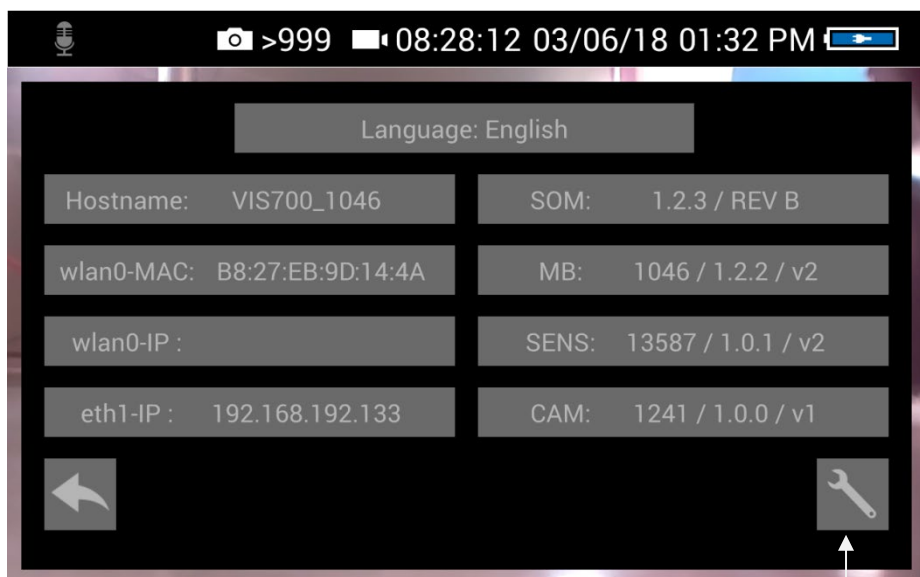 >999 08:28:12 03/06/18 01:32 PM
Language: English
Hostname: VIS700_1046
SOM: 1.2.3 / REV B
wlan0-MAC: B8:27:EB:9D:14:4A
MB: 1046 / 1.2.2 / v2
wlan0-IP :
SENS: 13587 / 1.0.1 / v2
eth1-IP : 192.168.192.133
CAM: 1241 / 1.0.0 / v1